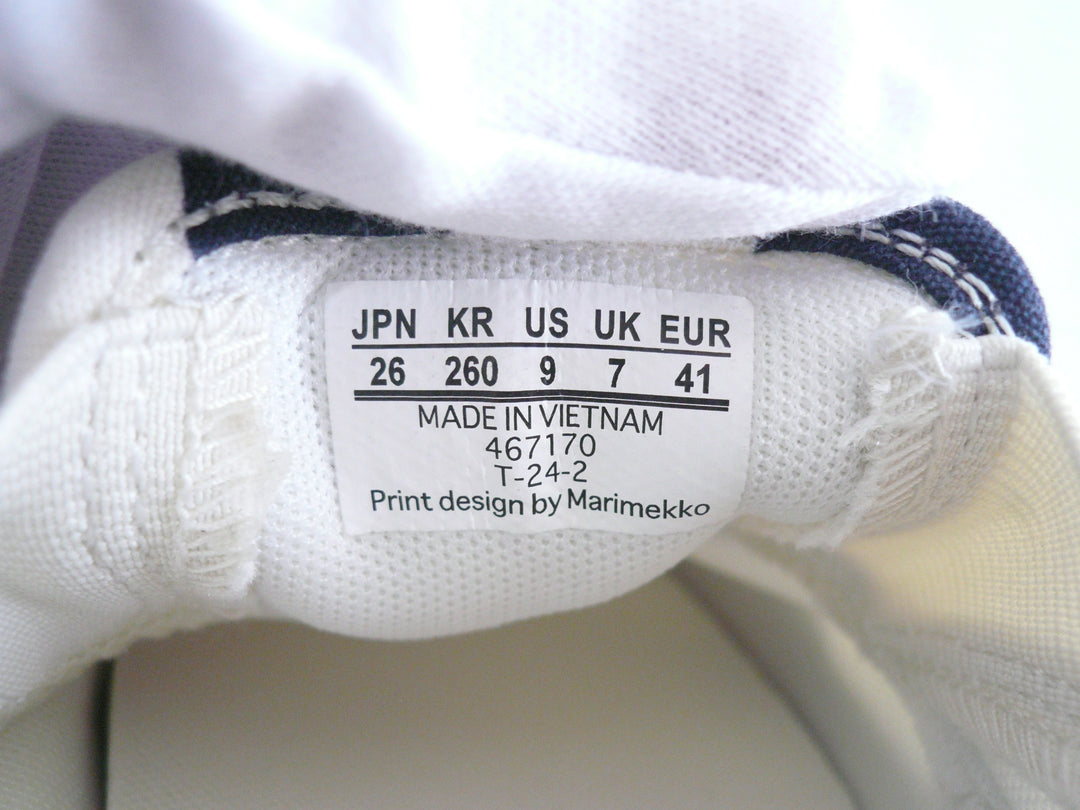 JPN KR US UK EUR
26 260 9 7 41
MADE IN VIETNAM
467170
T-24-2
Print design by Marimekko